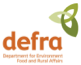 defra
Department for Environment
Food and Rural Affairs